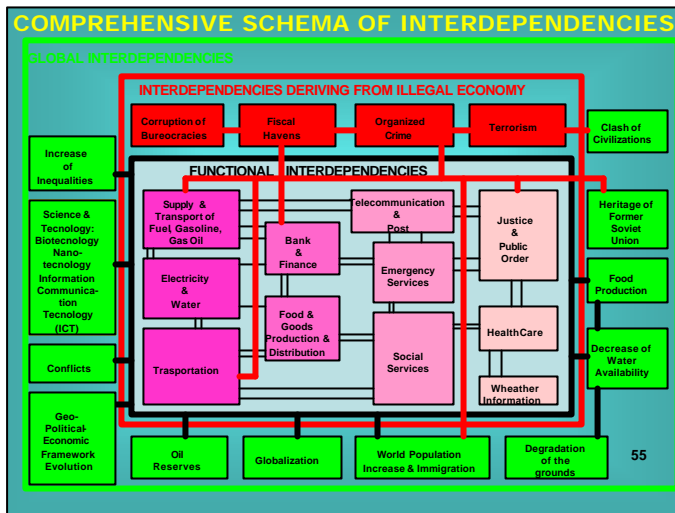 COMPREHENSIVE SCHEMA OF INTERDEPENDENCIES
GLOBAL INTERDEPENDENCIES
INTERDEPENDENCIES DERIVING FROM ILLEGAL ECONOMY
Corruption of
Bureocracies
Fiscal
Havens
Organized
Crime
Terrorism
Clash of
Civilizations
Increase
of
Inequalities
FUNCTIONAL INTERDEPENDENCIES
Supply &
Transport of
Fuel, Gasoline,
Gas Oil
Telecommunication
&
Post
Justice
&
Public
Order
Heritage of
Former
Soviet
Union
Science &
Tecnology:
Biotecnology
Nano-
tecnology
Information
Communica-
tion
Tecnology
(ICT)
Bank
&
Finance
Emergency
Services
Electricity
&
Water
Food
Production
Food &
Goods
Production &
Distribution
HealthCare
Conflicts
Trasportation
Social
Services
Decrease of
Water
Availability
Wheather
Information
Geo-
Political-
Economic
Framework
Evolution
Oil
Reserves
Globalization
World Population
Increase & Immigration
Degradation
of the
grounds
55